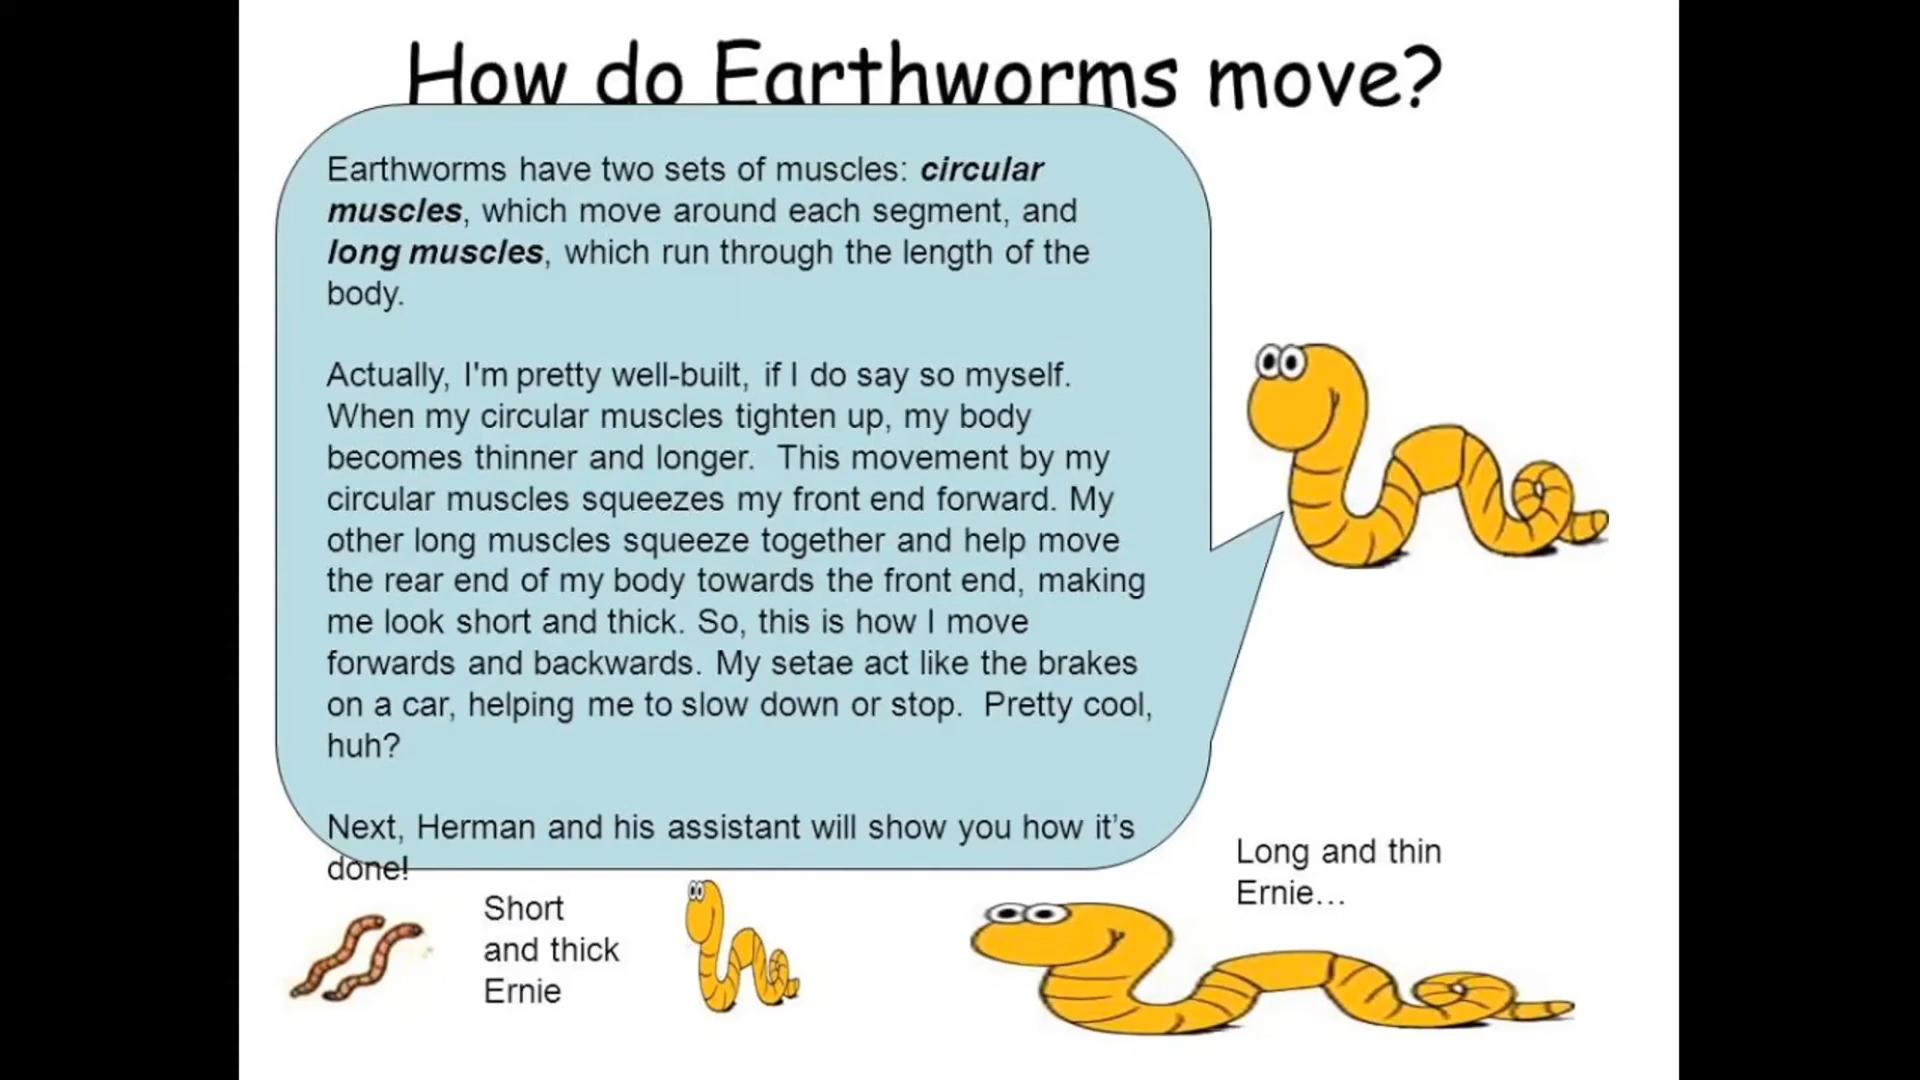 How do Earthworms move?
Earthworms have two sets of muscles: circular
muscles, which move around each segment, and
long muscles, which run through the length of the
body.
Actually, I'm pretty well-built, if I do say so myself.
When my circular muscles tighten up, my body
becomes thinner and longer.  This movement by my
circular muscles squeezes my front end forward. My
other long muscles squeeze together and help move
the rear end of my body towards the front end, making
me look short and thick. So, this is how I move
forwards and backwards. My setae act like the brakes
on a car, helping me to slow down or stop.  Pretty cool,
huh?
Next, Herman and his assistant will show you how it’s
done!
Short
and thick
Ernie
Long and thin
Ernie…